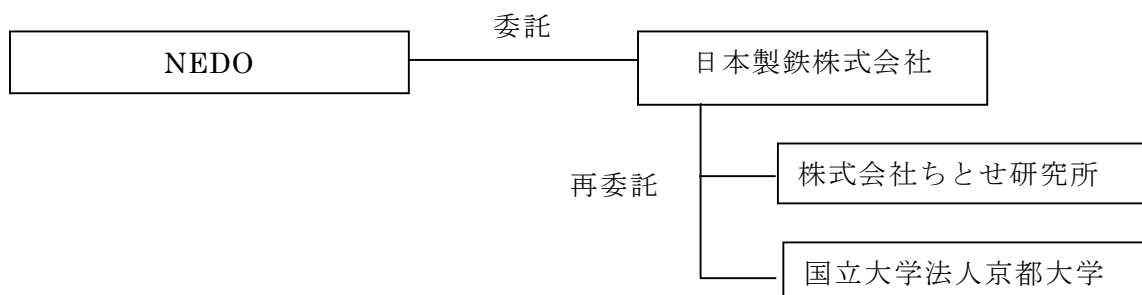 委託
NEDO
日本製鉄株式会社
再委託
株式会社ちとせ研究所
国立大学法人京都大学